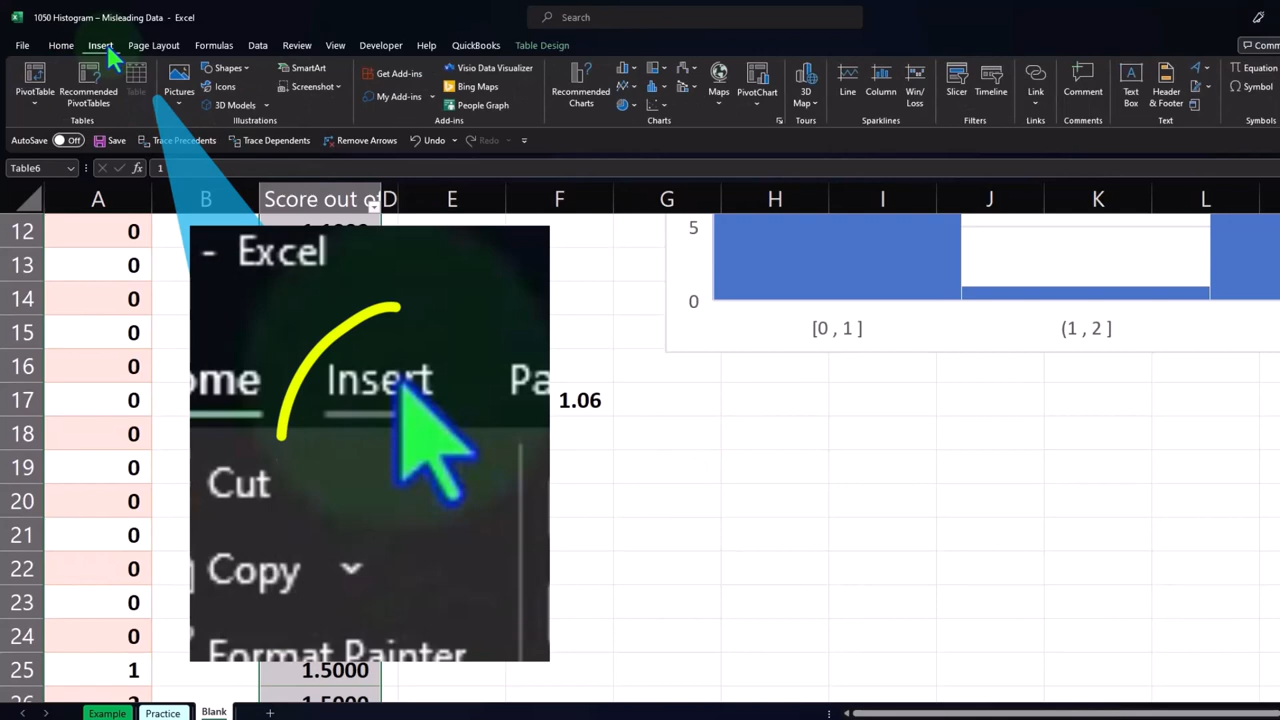 1050 Histogram – Misleading Data - Excel
Search
File Home Insert Page Layout Formulas Data Review View Developer Help QuickBooks Table Design
PivotTable
Recommended PivotTables
Table
Tables
Pictures
Shapes
Icons
3D Models
SmartArt
Screenshot
Illustrations
Get Add-ins
My Add-ins
Visio Data Visualizer
Bing Maps
People Graph
Add-ins
Recommended Charts
Maps
PivotChart
Charts
3D Map
Tours
Line
Column
Win/Loss
Sparklines
Slicer
Timeline
Filters
Link
Links
Comment
Comments
Text Box
Header & Footer
Text
Equation
Symbol
Symbols
AutoSave Off Save Trace Precedents Trace Dependents Remove Arrows Undo Redo
Table6 fx 1
A B Score out of D E F G H I J K L
12 0
13 0
14 0
15 0
16 0
17 0 1.06
18 0
19 0
20 0
21 0
22 0
23 0
24 0
25 1 1.5000
5
0
[0 , 1 ] (1 , 2 ]
- Excel
ome Insert Pa
Cut
Copy
Format Painter
Example Practice Blank